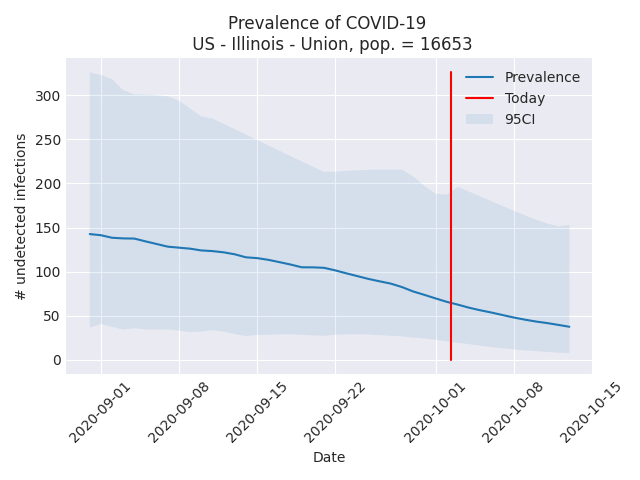 Prevalence of COVID-19
US - Illinois - Union, pop. = 16653
Prevalence
Today
95CI
300
250
200
150
100
50
0
# undetected infections
2020-09-01
2020-09-08
2020-09-15
2020-09-22
2020-10-01
2020-10-08
2020-10-15
Date